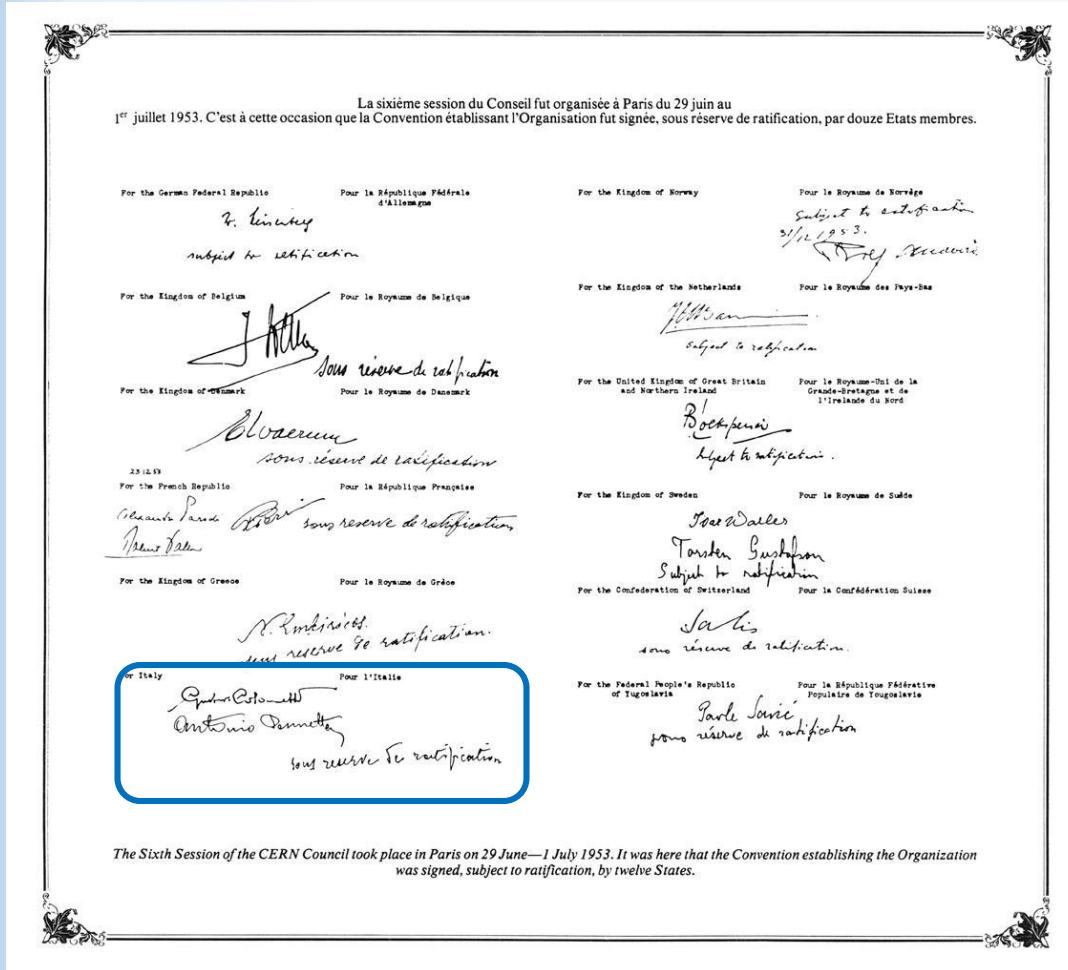 La sixième session du Conseil fut organisée à Paris du 29 juin au
1er juillet 1953. C'est à cette occasion que la Convention établissant l'Organisation fut signée, sous réserve de ratification, par douze Etats membres.
For the German Federal Republic
Pour la République Fédérale
d'Allemagne
subject to ratification
For the Kingdom of Belgium
Pour le Royaume de Belgique
sous réserve de ratification
For the Kingdom of Denmark
Pour le Royaume de Danemark
sous réserve de ratification
23 12 53
For the French Republic
Pour la République Française
Alexandre Parodi
sous reserve de ratification
For the Kingdom of Greece
Pour le Royaume de Grèce
sous reserve de ratification.
or Italy
Pour l'Italie
Gustavo Colonnetti
Antonio Pennetta
sous reserve de ratification
For the Kingdom of Norway
Pour le Royaume de Norvège
Subject to ratification
31/12 1953.
For the Kingdom of the Netherlands
Pour le Royaume des Pays-Bas
subject to ratification
For the United Kingdom of Great Britain
and Northern Ireland
Pour le Royaume-Uni de la
Grande-Bretagne et de
l'Irlande du Nord
subject to ratification.
For the Kingdom of Sweden
Pour le Royaume de Suède
Ivar Waller
Torsten Gustafson
Subject to ratification
For the Confederation of Switzerland
Pour la Confédération Suisse
Salis
sous réserve de ratification.
For the Federal People's Republic
of Yugoslavia
Pour la République Fédérative
Populaire de Yougoslavie
Pavle Savić
sous réserve de ratification
The Sixth Session of the CERN Council took place in Paris on 29 June—1 July 1953. It was here that the Convention establishing the Organization
was signed, subject to ratification, by twelve States.